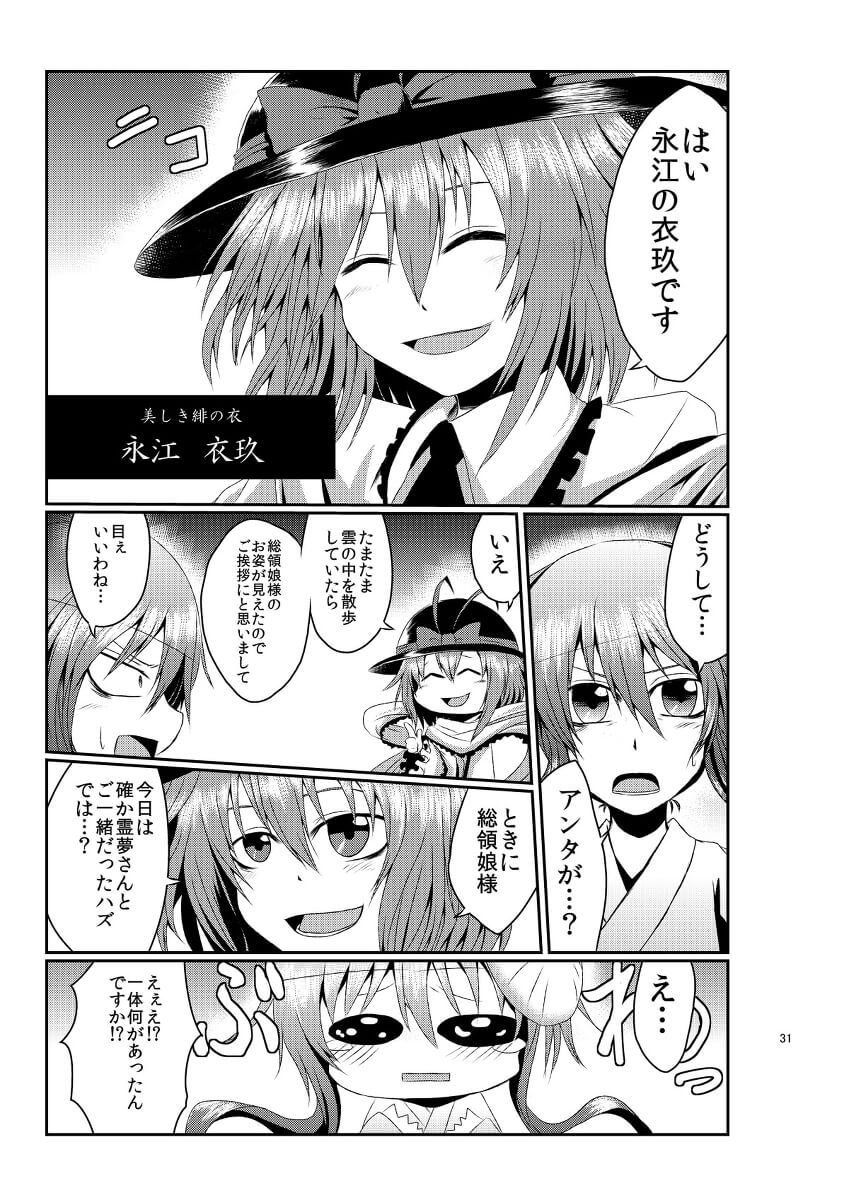 はい
永江の衣玖です
ニコ
美しき緋の衣
永江 衣玖
どうして…
アンタが…?
いえ
たまたま
雲の中を散歩
していたら
総領娘様の
お姿が見えたので
ご挨拶にと思いまして
目ぇ
いいわね…
ときに
総領娘様
今日は
確か霊夢さんと
ご一緒だったハズ
では…?
え…
わっ
ぶ
えぇえ!?
一体何があったん
ですか!?
31